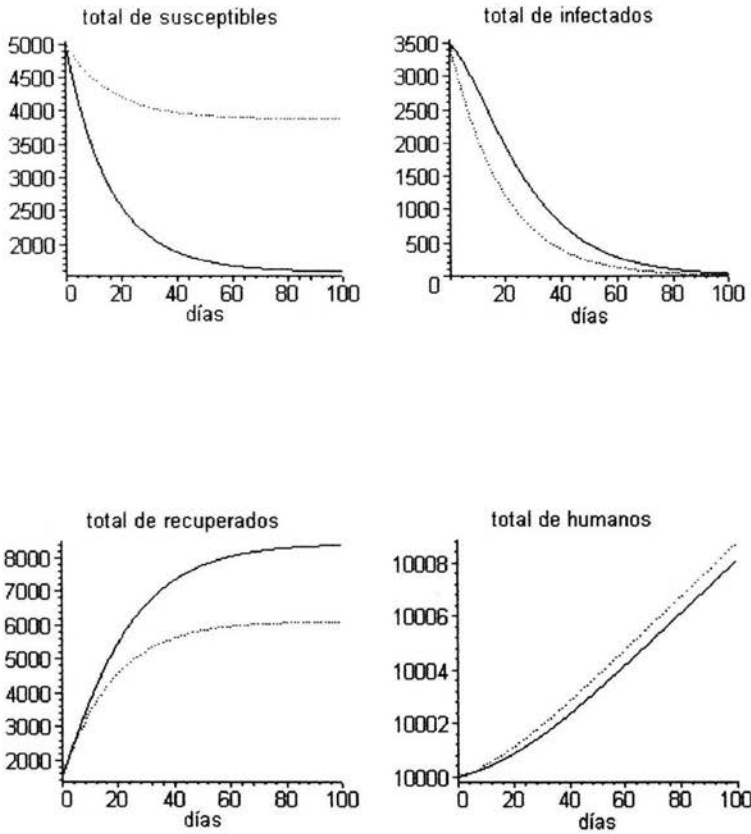 total de susceptibles
5000
4500
4000
3500
3000
2500
2000
0 20 40 60 80 100
días
total de infectados
3500
3000
2500
2000
1500
1000
500
0
20 40 60 80 100
días
total de recuperados
8000
7000
6000
5000
4000
3000
2000
0 20 40 60 80 100
días
total de humanos
10008
10006
10004
10002
10000
0 20 40 60 80 100
días